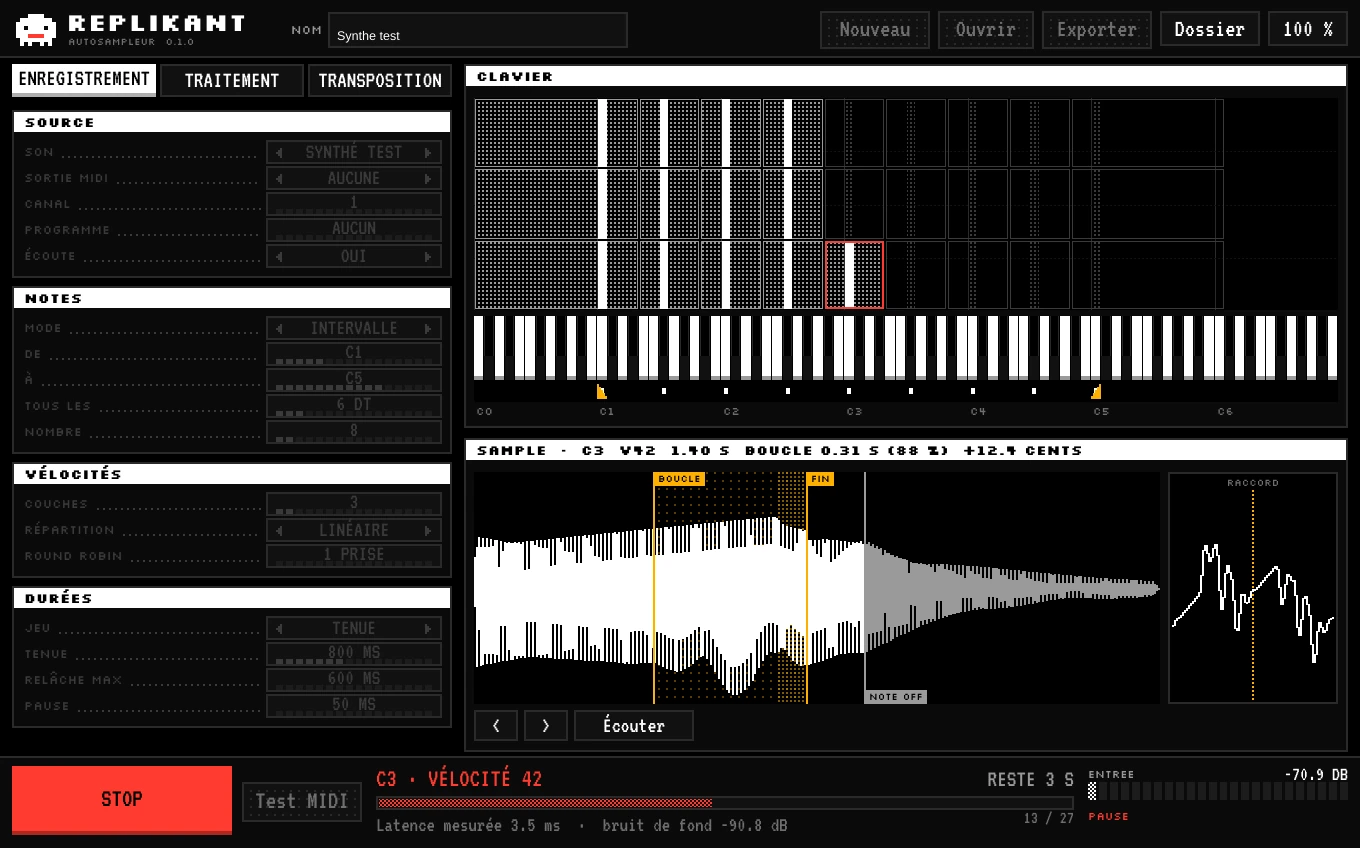 REPLIKANT
AUTOSAMPLEUR 0.1.0
NOM
Synthe test
Nouveau
Ouvrir
Exporter
Dossier
100 %
ENREGISTREMENT
TRAITEMENT
TRANSPOSITION
SOURCE
SON
SYNTHÉ TEST
SORTIE MIDI
AUCUNE
CANAL
1
PROGRAMME
AUCUN
ÉCOUTE
OUI
NOTES
MODE
INTERVALLE
DE
C1
À
C5
TOUS LES
6 DT
NOMBRE
8
VÉLOCITÉS
COUCHES
3
RÉPARTITION
LINÉAIRE
ROUND ROBIN
1 PRISE
DURÉES
JEU
TENUE
TENUE
800 MS
RELÂCHE MAX
600 MS
PAUSE
50 MS
CLAVIER
C0
C1
C2
C3
C4
C5
C6
SAMPLE - C3 V42 1.40 S BOUCLE 0.31 S (88 %) +12.4 CENTS
BOUCLE
FIN
NOTE OFF
RACCORD
<
>
Écouter
STOP
Test MIDI
C3 · VÉLOCITÉ 42
RESTE 3 S
13 / 27
Latence mesurée 3.5 ms · bruit de fond -90.8 dB
ENTREE
-70.9 DB
PAUSE